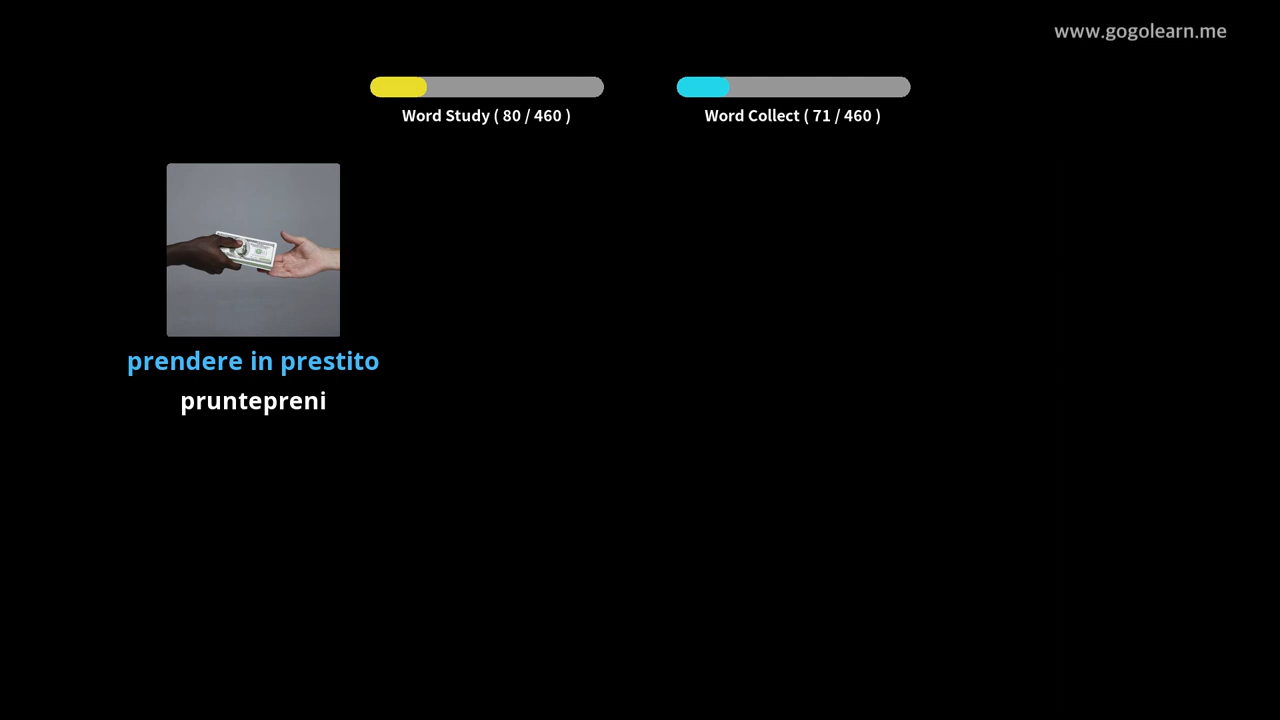 www.gogolearn.me
Word Study ( 80 / 460 )
Word Collect ( 71 / 460 )
prendere in prestito
pruntepreni